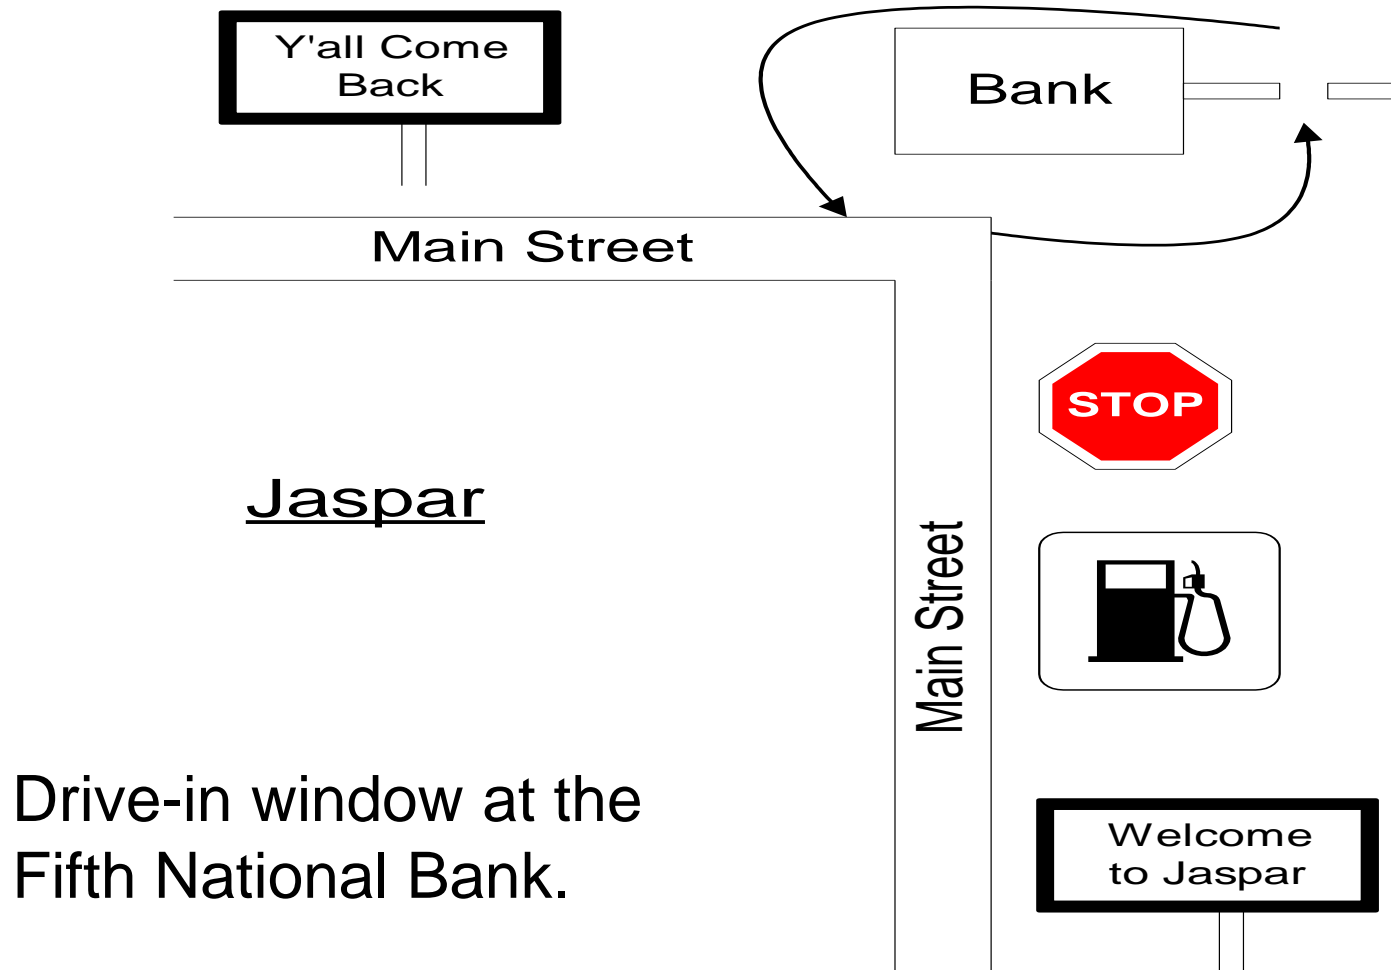 Y'all Come
Back
Bank
Main Street
STOP
Jaspar
Main Street
Drive-in window at the
Fifth National Bank.
Welcome
to Jaspar